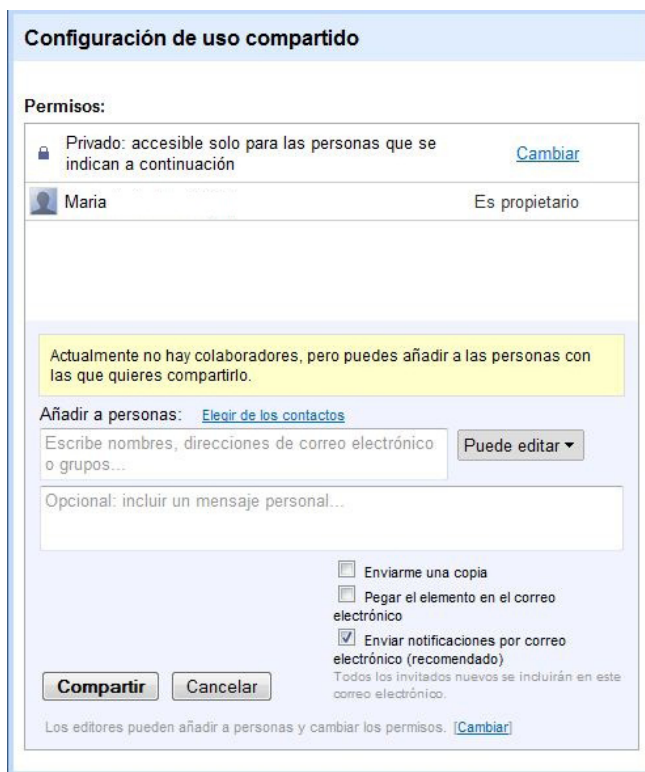 Configuración de uso compartido
Permisos:
Privado: accesible solo para las personas que se
indican a continuación
Cambiar
Maria
Es propietario
Actualmente no hay colaboradores, pero puedes añadir a las personas con
las que quieres compartirlo.
Añadir a personas: Elegir de los contactos
Escribe nombres, direcciones de correo electrónico
o grupos...
Puede editar
Opcional: incluir un mensaje personal...
Enviarme una copia
Pegar el elemento en el correo
electrónico
Enviar notificaciones por correo
electrónico (recomendado)
Todos los invitados nuevos se incluirán en este
correo electrónico.
Compartir Cancelar
Los editores pueden añadir a personas y cambiar los permisos. [Cambiar]